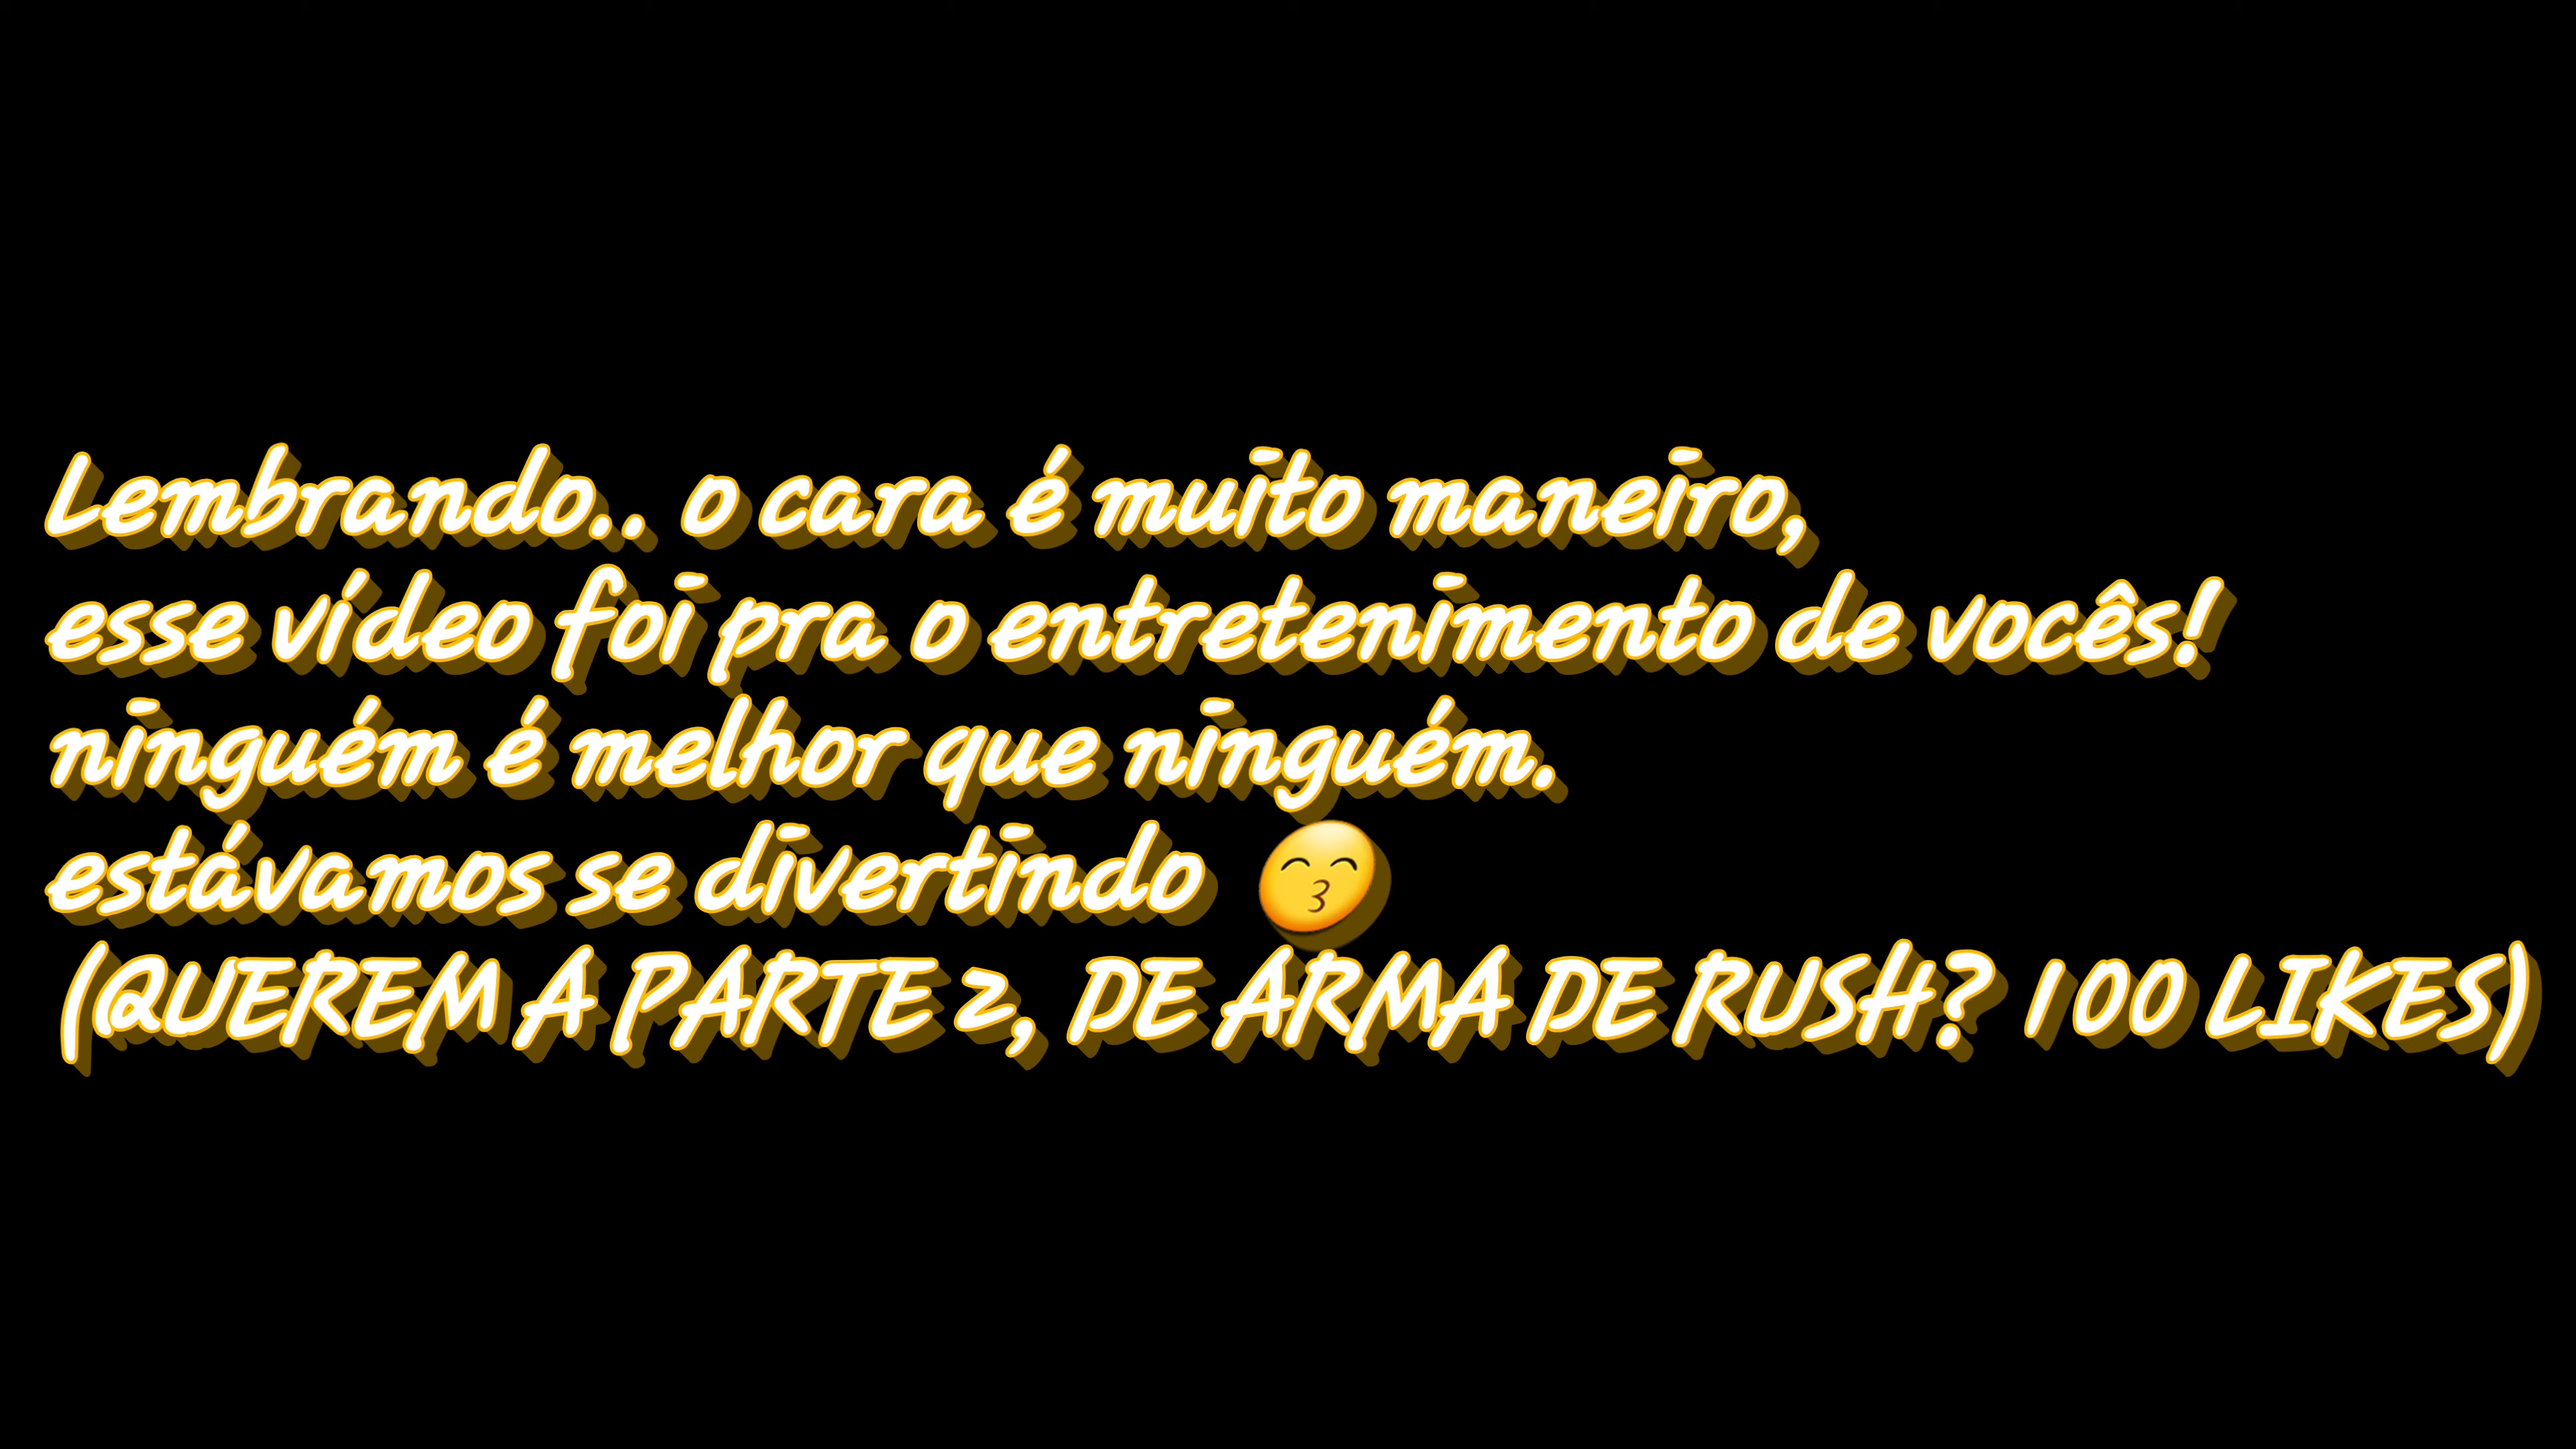 Lembrando.. o cara é muito maneiro,
esse vídeo foi pra o entretenimento de vocês!
ninguém é melhor que ninguém.
estávamos se divertindo 😙
(QUEREM A PARTE 2, DE ARMA DE RUSH? 100 LIKES)